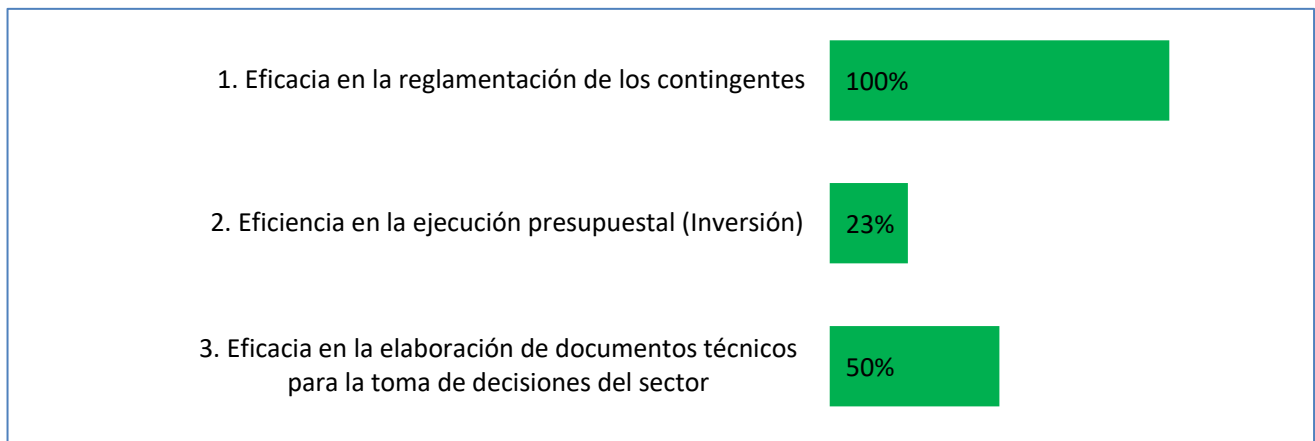 1. Eficacia en la reglamentación de los contingentes 100%
2. Eficiencia en la ejecución presupuestal (Inversión) 23%
3. Eficacia en la elaboración de documentos técnicos
para la toma de decisiones del sector
50%